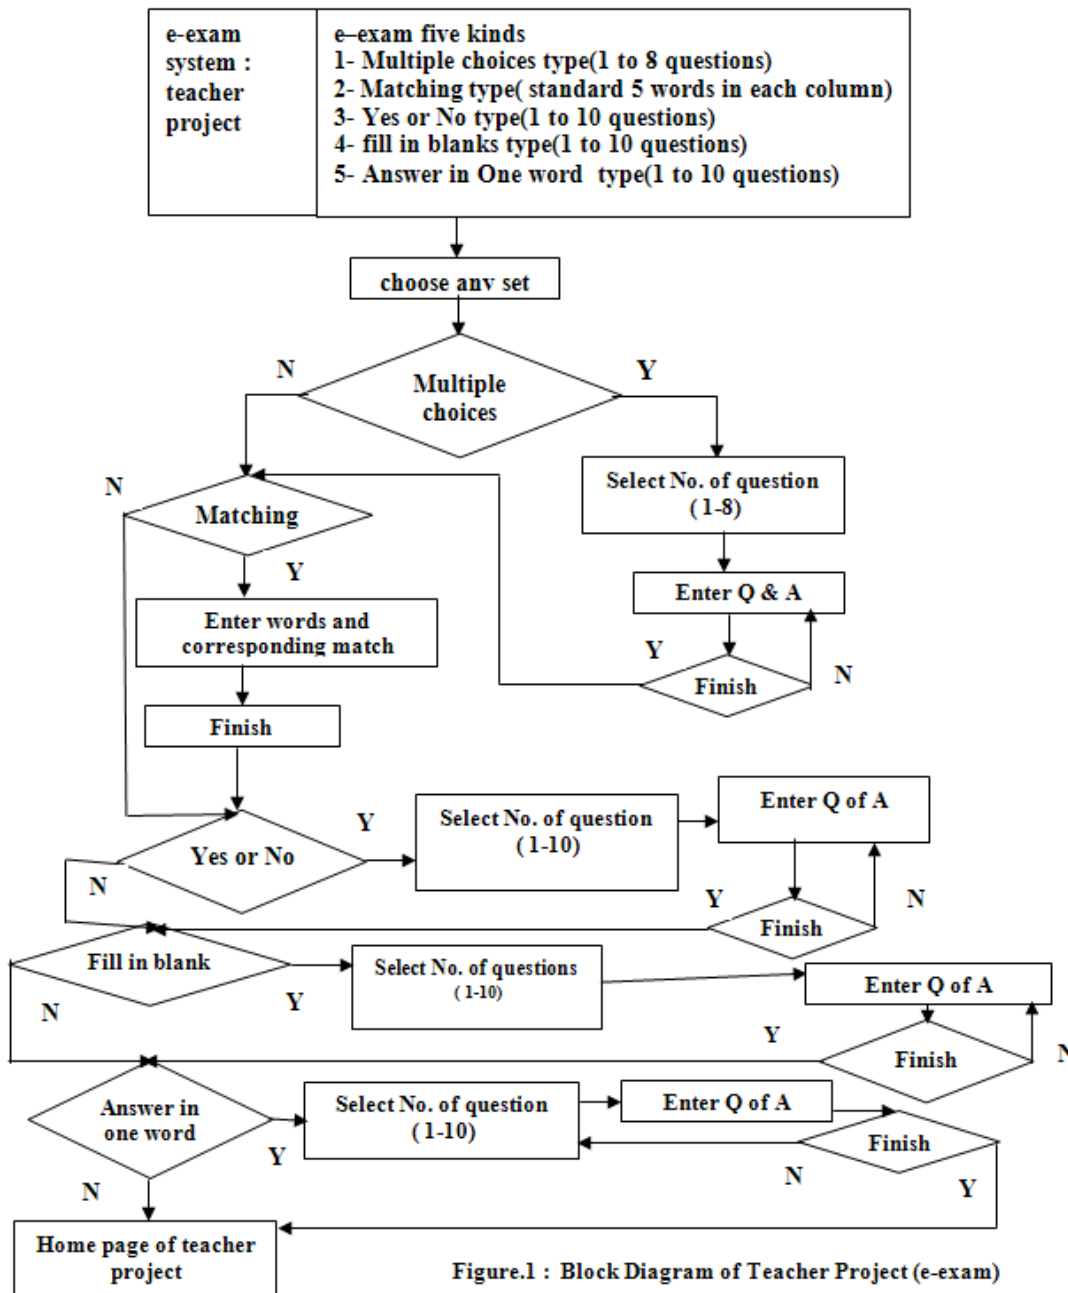 e-exam
system :
teacher
project
e–exam five kinds
1- Multiple choices type(1 to 8 questions)
2- Matching type( standard 5 words in each column)
3- Yes or No type(1 to 10 questions)
4- fill in blanks type(1 to 10 questions)
5- Answer in One word type(1 to 10 questions)
choose any set
N
Y
Multiple
choices
Select No. of question
( 1-8)
N
Matching
Y
Enter Q & A
Enter words and
corresponding match
Y
N
Finish
Finish
Enter Q of A
Y
Select No. of question
( 1-10)
Yes or No
N
Y
N
Finish
Fill in blank
Select No. of questions
( 1-10)
Enter Q of A
Y
N
Y
N
Finish
Answer in
one word
Select No. of question
( 1-10)
Enter Q of A
Finish
Y
N
Y
N
Home page of teacher
project
Figure.1 : Block Diagram of Teacher Project (e-exam)